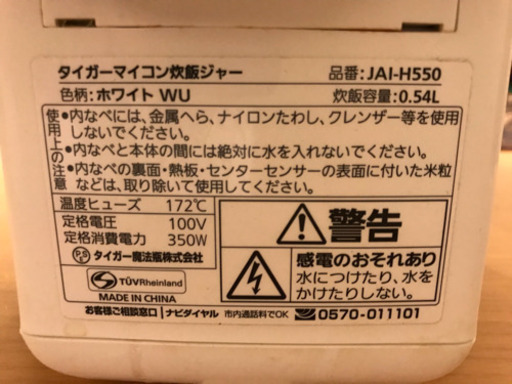 タイガーマイコン炊飯ジャー 品番:JAI-H550
色柄:ホワイト WU 炊飯容量:0.54L
使用上の注意
●内なべには、金属へら、ナイロンたわし、クレンザー等を使用
しないでください。
●内なべと本体の間には絶対に水を入れないでください。
●内なべの裏面・熱板・センターセンサーの表面に付いた米粒
などは、取り除いて使用してください。
温度ヒューズ 172℃
定格電圧 100V
定格消費電力 350W
PSE タイガー魔法瓶株式会社
TÜVRheinland
MADE IN CHINA
警告
感電のおそれあり
水につけたり、水を
かけたりしない。
お客様ご相談窓口 ナビダイヤル 市内通話料でOK 0570-011101